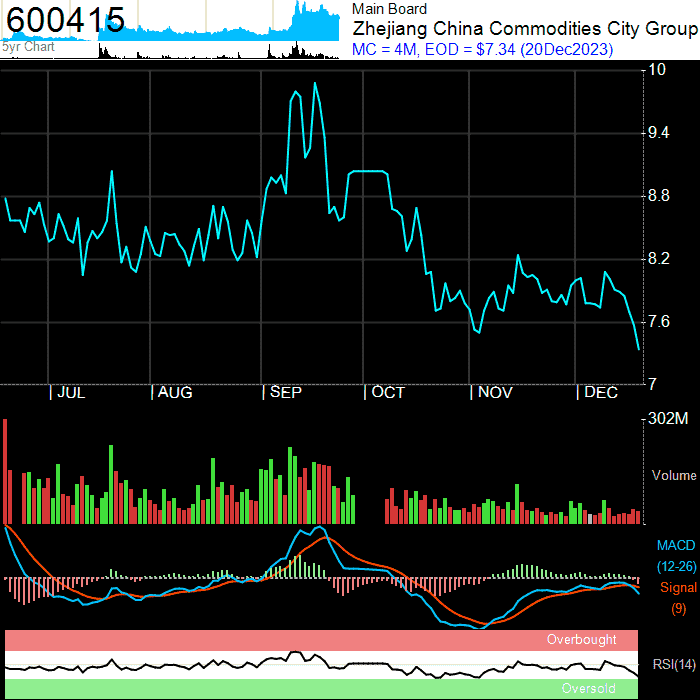 600415
5yr Chart
Main Board
Zhejiang China Commodities City Group
MC = 4M, EOD = $7.34 (20Dec2023)
10
9.4
8.8
8.2
7.6
7
JUL
AUG
SEP
OCT
NOV
DEC
302M
Volume
MACD
(12-26)
Signal
(9)
Overbought
RSI(14)
Oversold